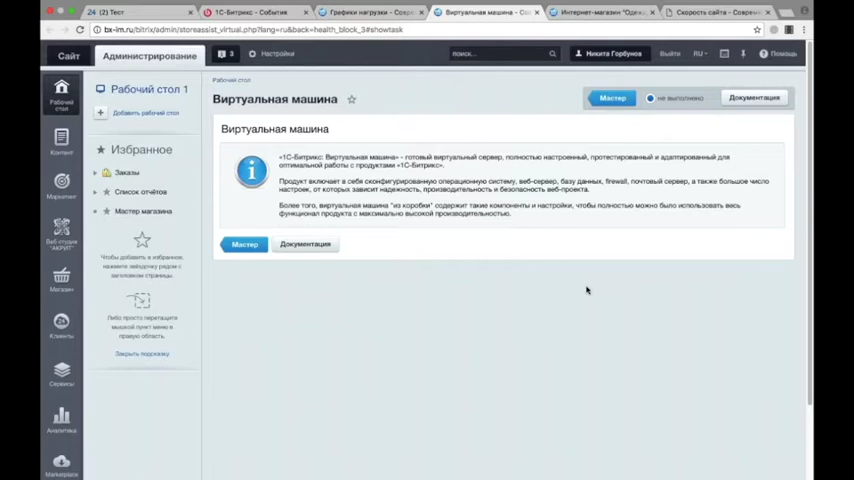 24 (2) Тест
1С-Битрикс - События
Графики нагрузки - Совре
Виртуальная машина - Со
Интернет-магазин "Одеж
Скорость сайта - Соврем
bx-im.ru/bitrix/admin/storeassist_virtual.php?lang=ru&back=health_block_3#showtask
Сайт
Администрирование
3
Настройки
поиск...
Никита Горбунов
Выйти
RU
Помощь
Рабочий стол
Контент
Маркетинг
Веб студия "АКРИТ"
Магазин
Клиенты
Сервисы
Аналитика
Marketplace
Рабочий стол 1
Добавить рабочий стол
Избранное
Заказы
Список отчётов
Мастер магазина
Чтобы добавить в избранное,
нажмите звёздочку рядом с
заголовком страницы.
Либо просто перетащите
мышкой пункт меню в
правую область.
Закрыть подсказку
Рабочий стол
Виртуальная машина
Мастер
не выполнено
Документация
Виртуальная машина
«1С-Битрикс: Виртуальная машина» - готовый виртуальный сервер, полностью настроенный, протестированный и адаптированный для
оптимальной работы с продуктами «1С-Битрикс».
Продукт включает в себя сконфигурированную операционную систему, веб-сервер, базу данных, firewall, почтовый сервер, а также большое число
настроек, от которых зависит надежность, производительность и безопасность веб-проекта.
Более того, виртуальная машина "из коробки" содержит такие компоненты и настройки, чтобы полностью можно было использовать весь
функционал продукта с максимально высокой производительностью.
Мастер
Документация